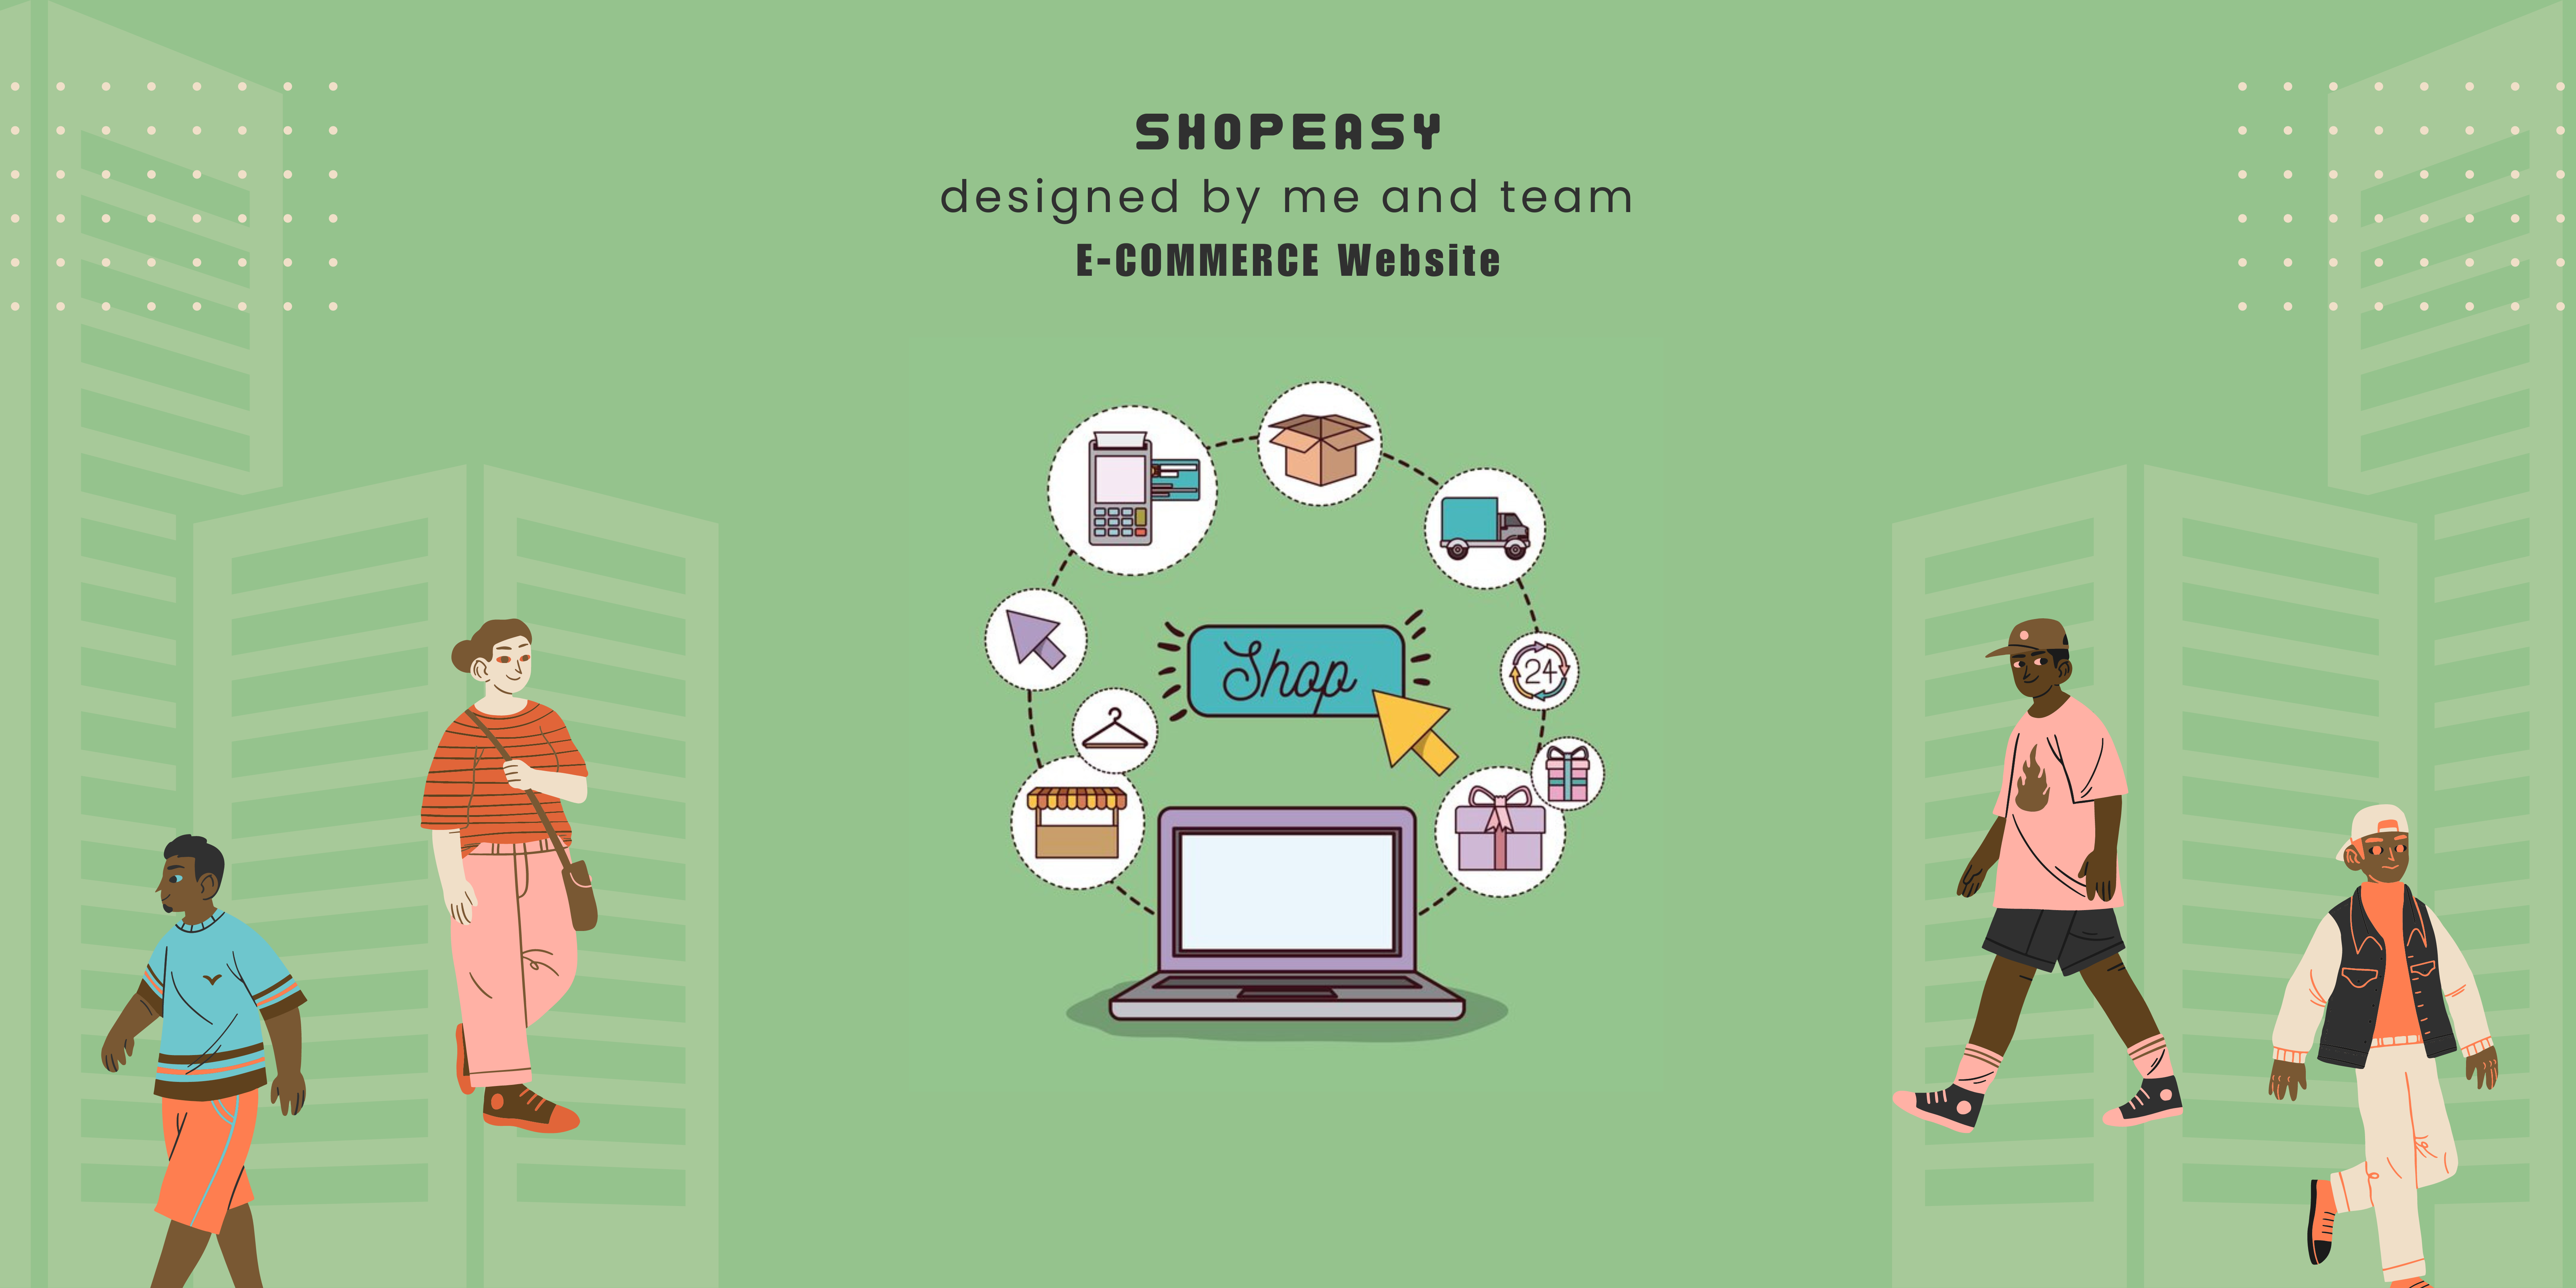 SHOPEASY
designed by me and team
E-COMMERCE Website
Shop
24